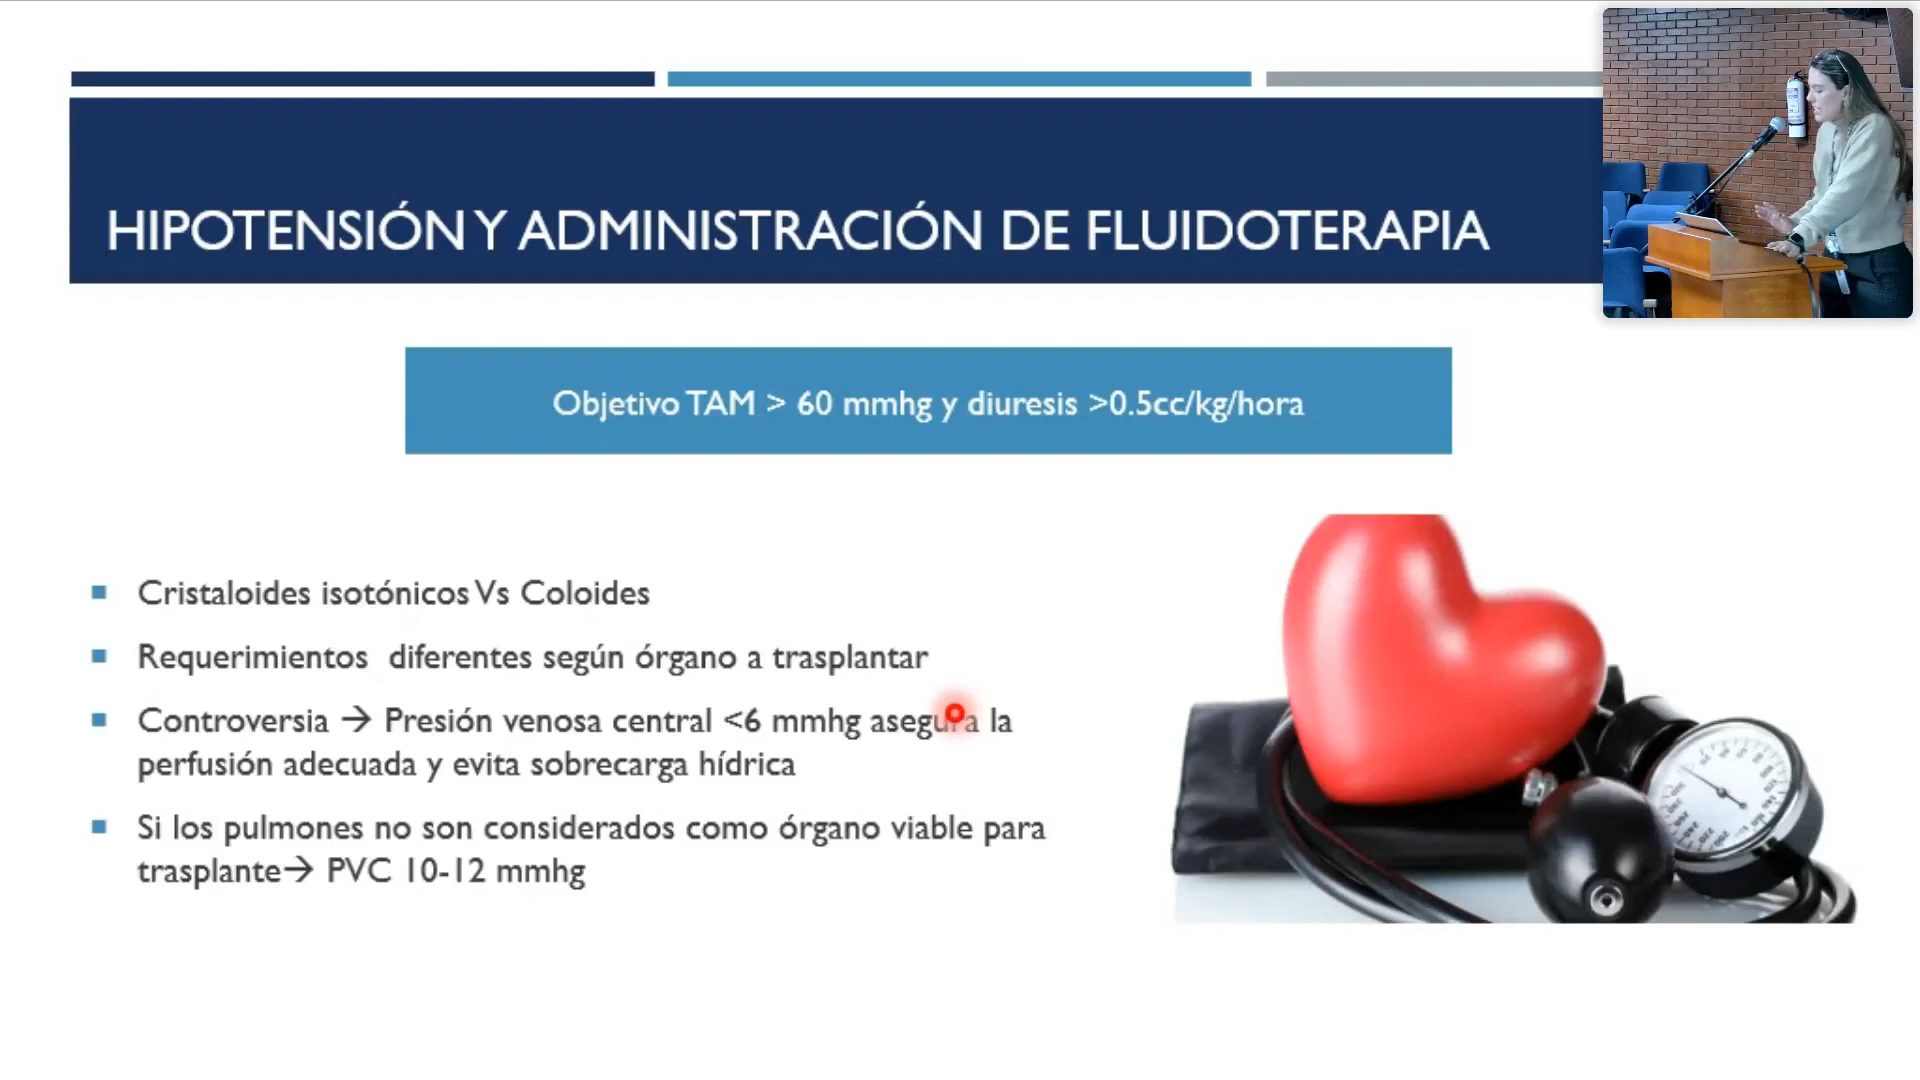 HIPOTENSIÓN Y ADMINISTRACIÓN DE FLUIDOTERAPIA
Objetivo TAM > 60 mmhg y diuresis >0.5cc/kg/hora
▪ Cristaloides isotónicos Vs Coloides
▪ Requerimientos diferentes según órgano a trasplantar
▪ Controversia → Presión venosa central <6 mmhg asegura la
perfusión adecuada y evita sobrecarga hídrica
▪ Si los pulmones no son considerados como órgano viable para
trasplante→ PVC 10-12 mmhg